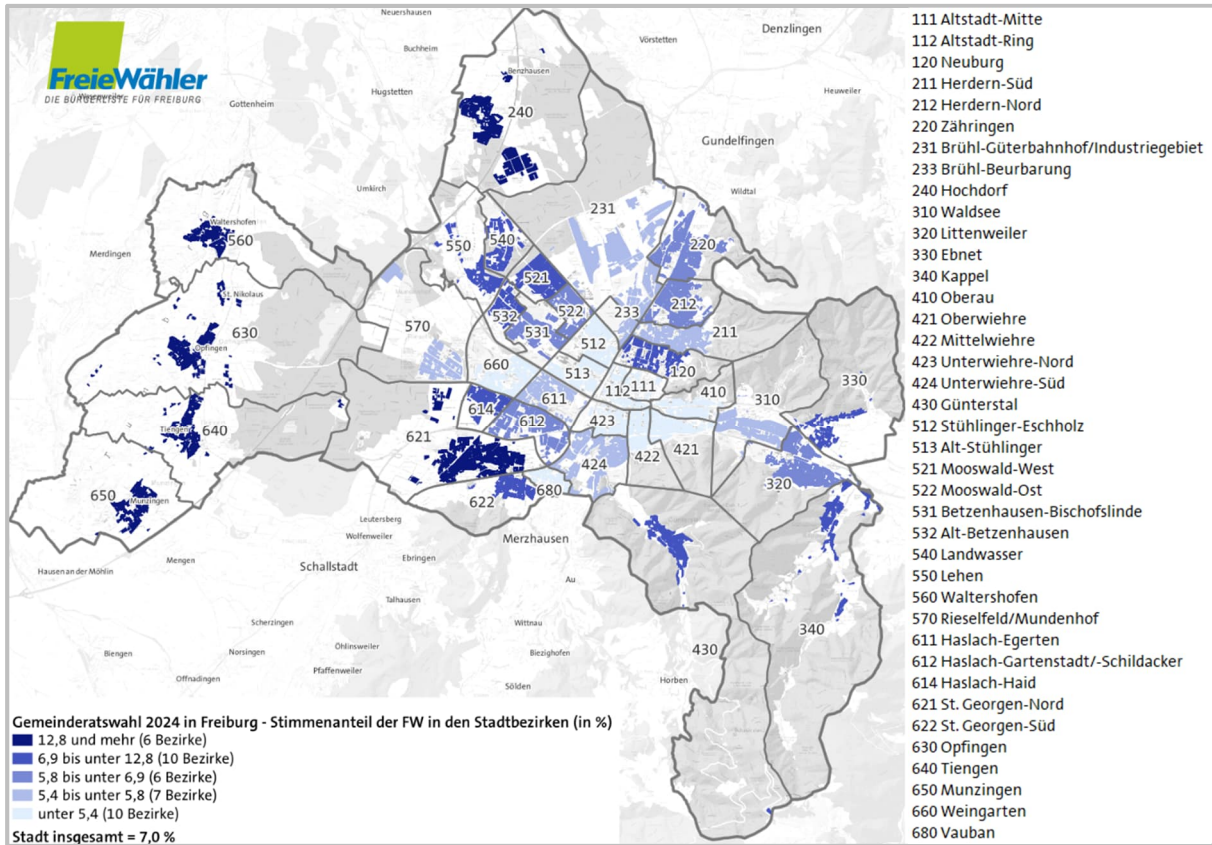 FreieWähler
DIE BÜRGERLISTE FÜR FREIBURG
Neuershausen
Buchheim
Vörstetten
Denzlingen
Benzhausen
Hugstetten
Heuweiler
Gottenheim
240
Gundelfingen
Umkirch
Wildtal
231
Waltershofen
560
550
540
220
Merdingen
521
St. Nikolaus
212
522
532
233
570
531
211
630
Opfingen
512
660
513
120
330
112
111
410
310
611
614
612
423
Tiengen
640
621
421
422
424
320
650
Munzingen
680
622
Leutersberg
Wolfenweiler
Merzhausen
Mengen
Ebringen
Hausen an der Möhlin
Schallstadt
Au
Talhausen
Scherzingen
Wittnau
340
Öhlinsweiler
430
Biengen
Norsingen
Biezighofen
Pfaffenweiler
Offnadingen
Sölden
Horben
Gemeinderatswahl 2024 in Freiburg - Stimmenanteil der FW in den Stadtbezirken (in %)
12,8 und mehr (6 Bezirke)
6,9 bis unter 12,8 (10 Bezirke)
5,8 bis unter 6,9 (6 Bezirke)
5,4 bis unter 5,8 (7 Bezirke)
unter 5,4 (10 Bezirke)
Stadt insgesamt = 7,0 %
111 Altstadt-Mitte
112 Altstadt-Ring
120 Neuburg
211 Herdern-Süd
212 Herdern-Nord
220 Zähringen
231 Brühl-Güterbahnhof/Industriegebiet
233 Brühl-Beurbarung
240 Hochdorf
310 Waldsee
320 Littenweiler
330 Ebnet
340 Kappel
410 Oberau
421 Oberwiehre
422 Mittelwiehre
423 Unterwiehre-Nord
424 Unterwiehre-Süd
430 Günterstal
512 Stühlinger-Eschholz
513 Alt-Stühlinger
521 Mooswald-West
522 Mooswald-Ost
531 Betzenhausen-Bischofslinde
532 Alt-Betzenhausen
540 Landwasser
550 Lehen
560 Waltershofen
570 Rieselfeld/Mundenhof
611 Haslach-Egerten
612 Haslach-Gartenstadt/-Schildacker
614 Haslach-Haid
621 St. Georgen-Nord
622 St. Georgen-Süd
630 Opfingen
640 Tiengen
650 Munzingen
660 Weingarten
680 Vauban